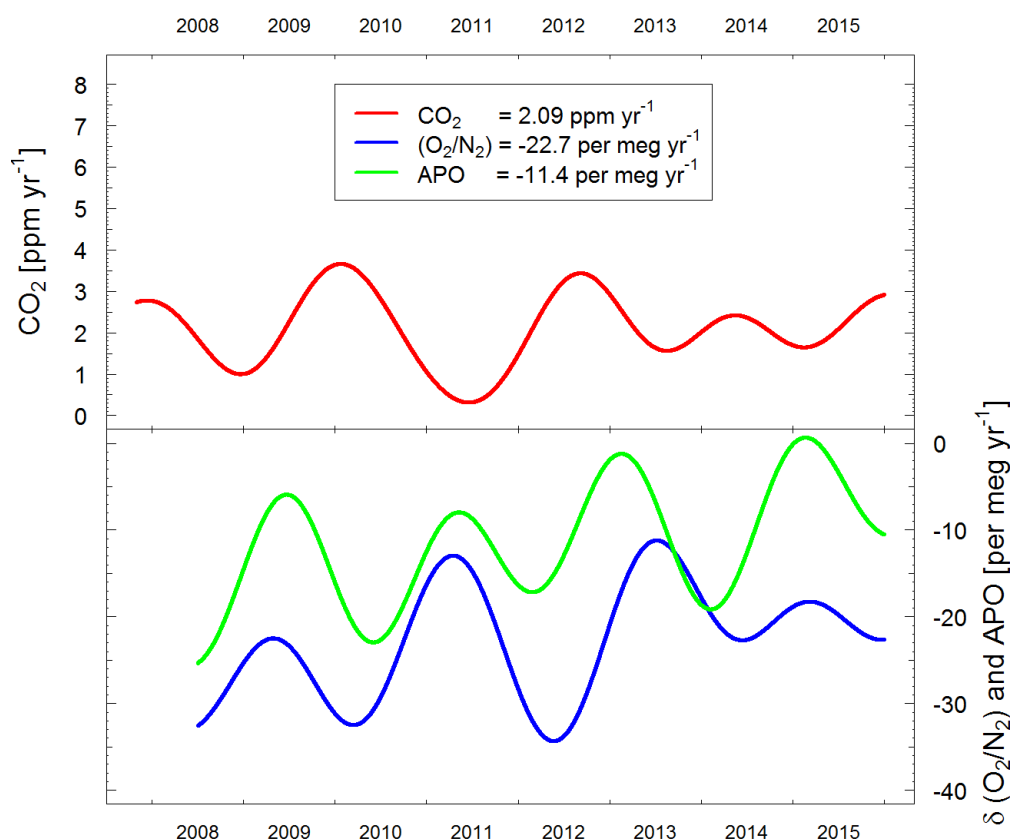 2008 2009 2010 2011 2012 2013 2014 2015
CO₂ [ppm yr⁻¹]
8
7
6
5
4
3
2
1
0
CO₂ = 2.09 ppm yr⁻¹
(O₂/N₂) = -22.7 per meg yr⁻¹
APO = -11.4 per meg yr⁻¹
0
-10
-20
-30
-40
δ (O₂/N₂) and APO [per meg yr⁻¹]
2008 2009 2010 2011 2012 2013 2014 2015